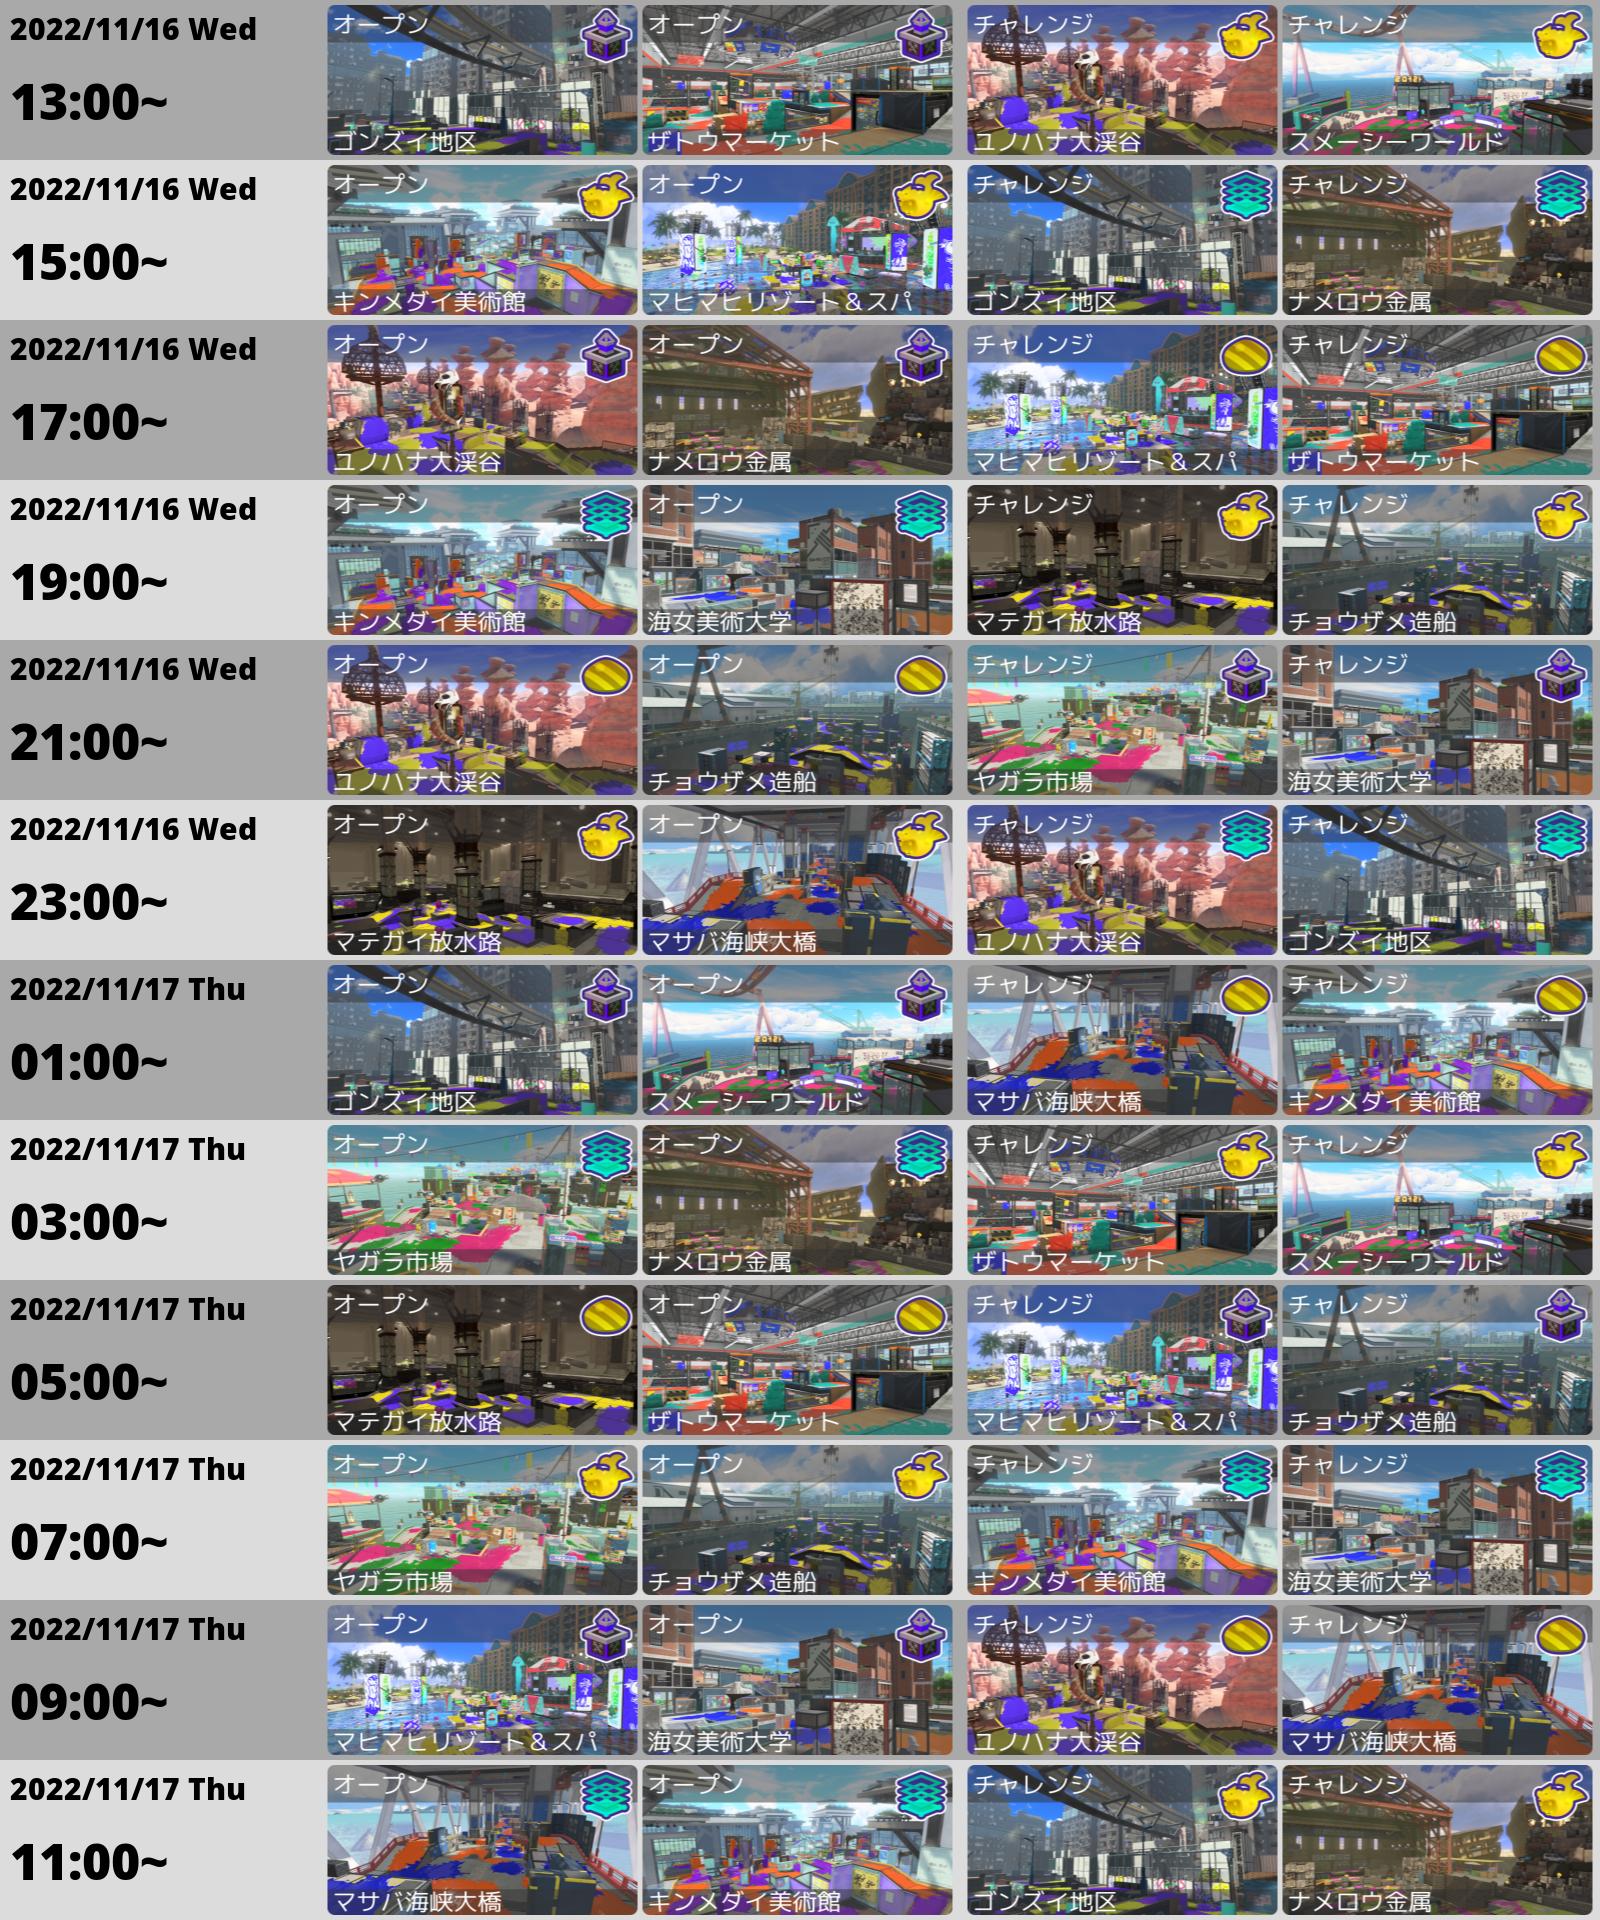 2022/11/16 Wed
13:00~
オープン オープン チャレンジ チャレンジ
ゴンズイ地区 ザトウマーケット ユノハナ大渓谷 スメーシーワールド
2022/11/16 Wed
15:00~
オープン オープン チャレンジ チャレンジ
キンメダイ美術館 マヒマヒリゾート＆スパ ゴンズイ地区 ナメロウ金属
2022/11/16 Wed
17:00~
オープン オープン チャレンジ チャレンジ
ユノハナ大渓谷 ナメロウ金属 マヒマヒリゾート＆スパ ザトウマーケット
2022/11/16 Wed
19:00~
オープン オープン チャレンジ チャレンジ
キンメダイ美術館 海女美術大学 マテガイ放水路 チョウザメ造船
2022/11/16 Wed
21:00~
オープン オープン チャレンジ チャレンジ
ユノハナ大渓谷 チョウザメ造船 ヤガラ市場 海女美術大学
2022/11/16 Wed
23:00~
オープン オープン チャレンジ チャレンジ
マテガイ放水路 マサバ海峡大橋 ユノハナ大渓谷 ゴンズイ地区
2022/11/17 Thu
01:00~
オープン オープン チャレンジ チャレンジ
ゴンズイ地区 スメーシーワールド マサバ海峡大橋 キンメダイ美術館
2022/11/17 Thu
03:00~
オープン オープン チャレンジ チャレンジ
ヤガラ市場 ナメロウ金属 ザトウマーケット スメーシーワールド
2022/11/17 Thu
05:00~
オープン オープン チャレンジ チャレンジ
マテガイ放水路 ザトウマーケット マヒマヒリゾート＆スパ チョウザメ造船
2022/11/17 Thu
07:00~
オープン オープン チャレンジ チャレンジ
ヤガラ市場 チョウザメ造船 キンメダイ美術館 海女美術大学
2022/11/17 Thu
09:00~
オープン オープン チャレンジ チャレンジ
マヒマヒリゾート＆スパ 海女美術大学 ユノハナ大渓谷 マサバ海峡大橋
2022/11/17 Thu
11:00~
オープン オープン チャレンジ チャレンジ
マサバ海峡大橋 キンメダイ美術館 ゴンズイ地区 ナメロウ金属